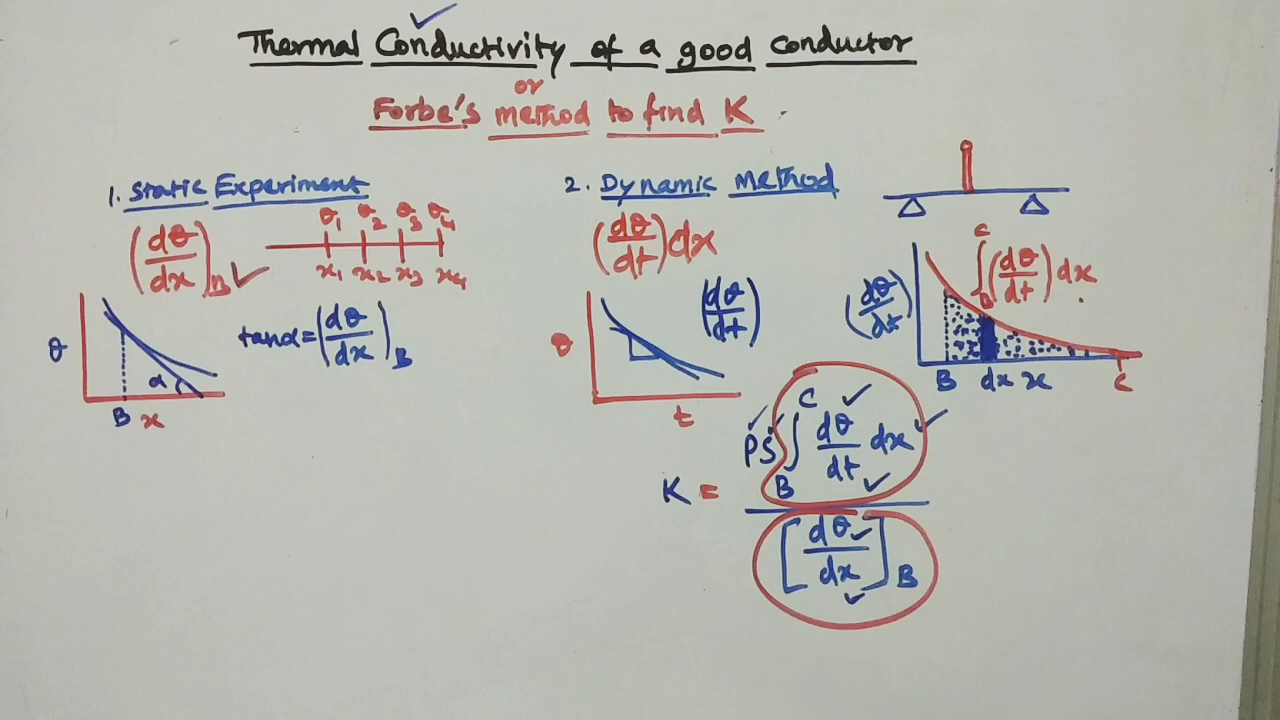 Thermal Conductivity of a good conductor
or
Forbe's method to find K
1. Static Experiment
(dθ/dx)B
θ1 θ2 θ3 θ4
x1 x2 x3 x4
θ
α
B x
tanα = (dθ/dx)B
2. Dynamic Method
(dθ/dt)dx
θ
t
(dθ/dt)
(dθ/dt)
∫BC (dθ/dt) dx
B dx x C
K = ρS ∫BC dθ/dt dx / [dθ/dx]B